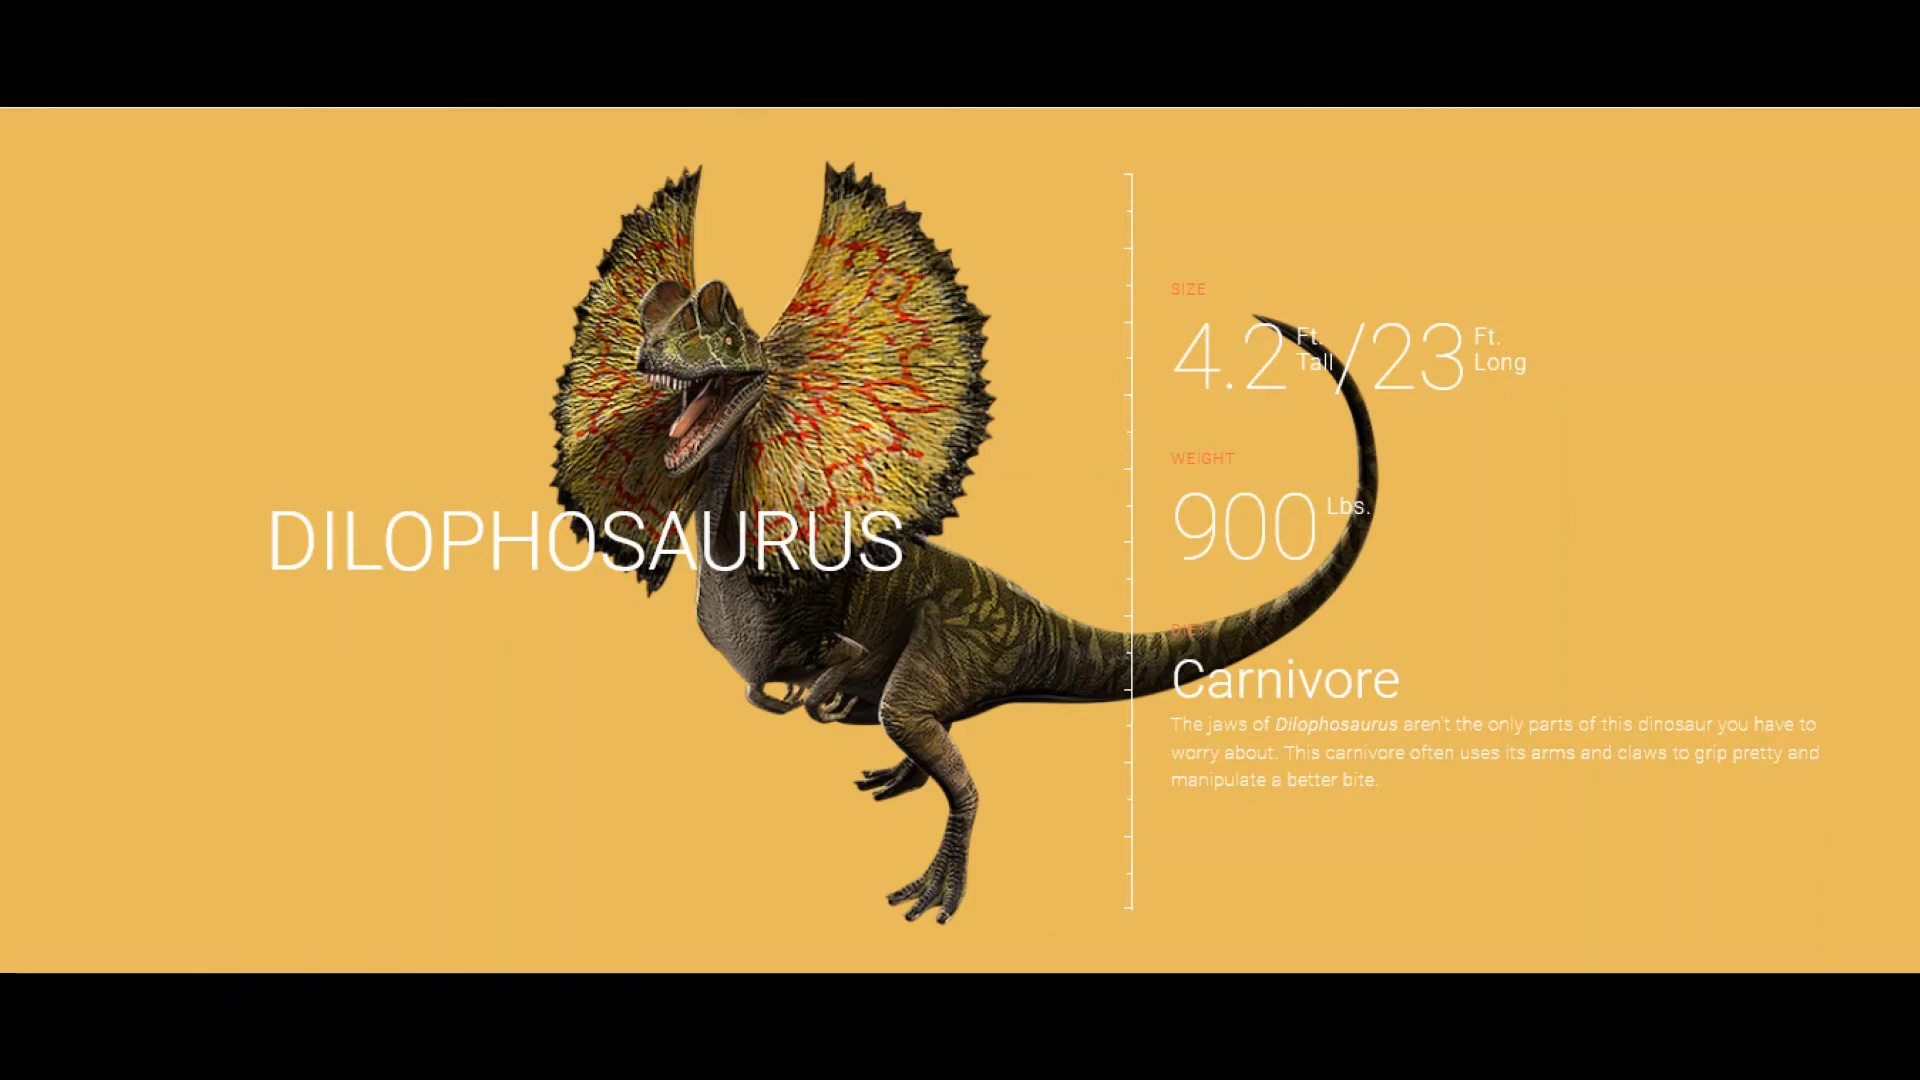 DILOPHOSAURUS
SIZE
4.2 Ft. Tall/23 Ft. Long
WEIGHT
900 Lbs.
DIET
Carnivore
The jaws of Dilophosaurus aren't the only parts of this dinosaur you have to
worry about. This carnivore often uses its arms and claws to grip pretty and
manipulate a better bite.